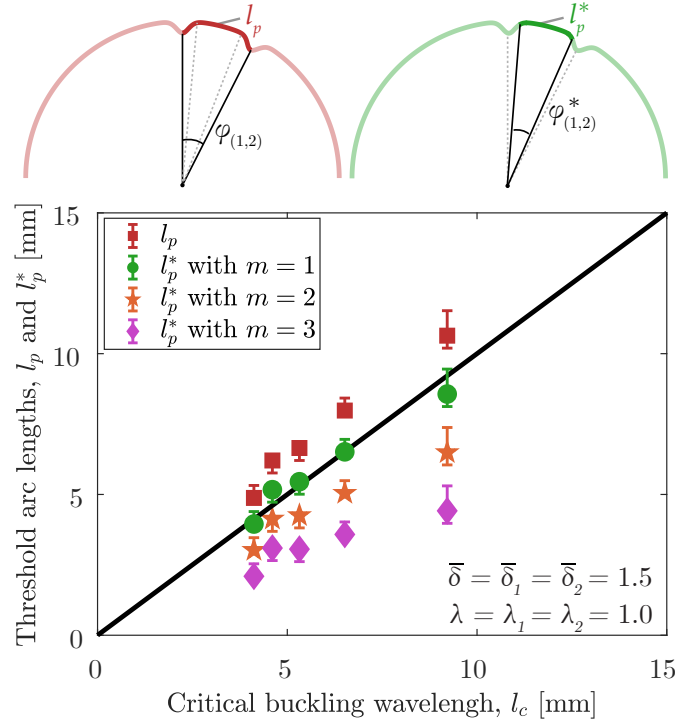 l_p
l_p^*
φ_(1,2)
φ_(1,2)^*
Threshold arc lengths, l_p and l_p^* [mm]
15
10
5
0
l_p
l_p^* with m = 1
l_p^* with m = 2
l_p^* with m = 3
δ̅ = δ̅_1 = δ̅_2 = 1.5
λ = λ_1 = λ_2 = 1.0
0 5 10 15
Critical buckling wavelengh, l_c [mm]